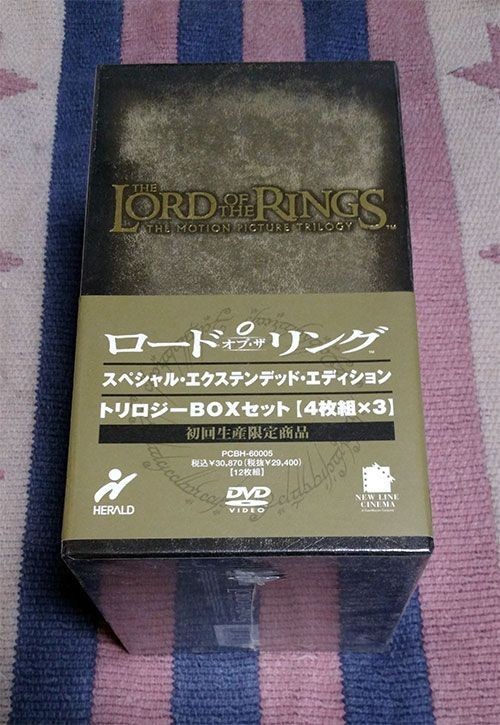 THE
LORD OF THE RINGS™
THE MOTION PICTURE TRILOGY
ロード・オブ・ザ・リング™
スペシャル・エクステンデッド・エディション
トリロジーBOXセット【4枚組×3】
初回生産限定商品
PCBH-60005
税込¥30,870(税抜¥29,400)
【12枚組】
HERALD
DVD
VIDEO
NEW LINE
CINEMA